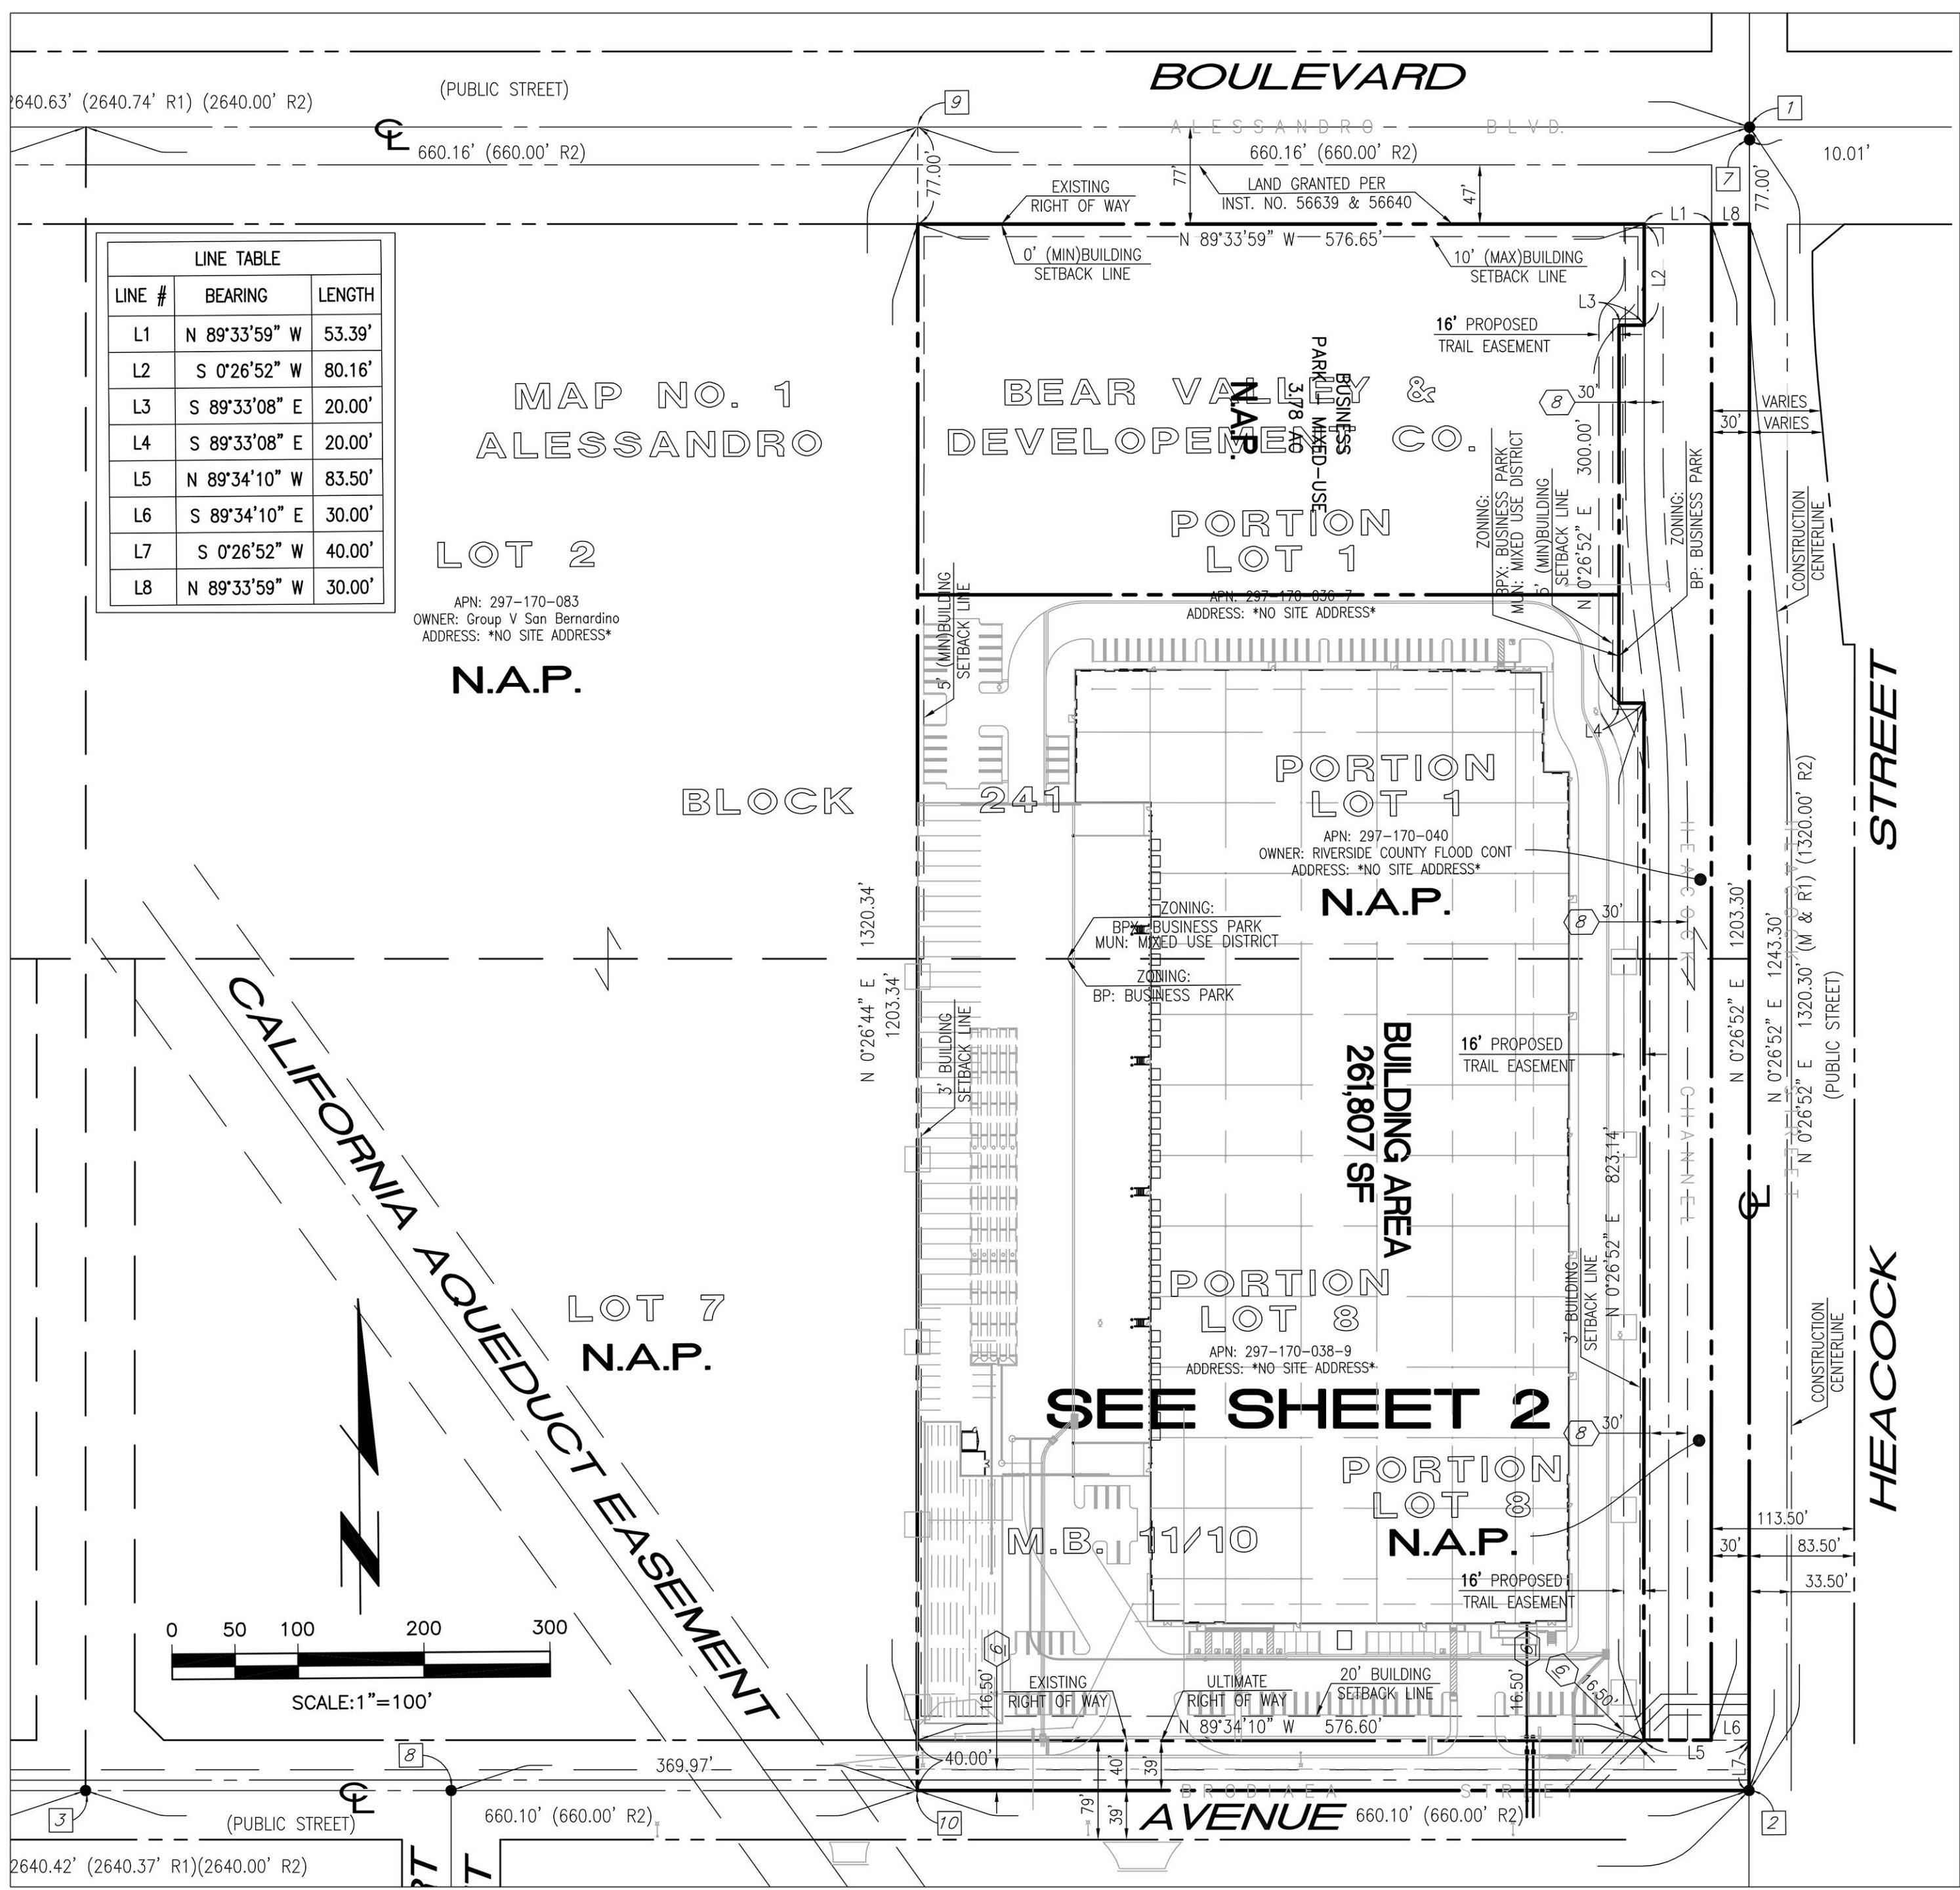 BOULEVARD
(PUBLIC STREET)
2640.63' (2640.74' R1) (2640.00' R2)
9
1
ALESSANDRO BLVD.
660.16' (660.00' R2)
660.16' (660.00' R2)
10.01'
7
77.00'
77'
47'
77.00'
EXISTING
RIGHT OF WAY
LAND GRANTED PER
INST. NO. 56639 & 56640
L1
L8
N 89°33'59" W 576.65'
0' (MIN)BUILDING
SETBACK LINE
10' (MAX)BUILDING
SETBACK LINE
L2
L3
LINE TABLE
LINE # BEARING LENGTH
L1 N 89°33'59" W 53.39'
L2 S 0°26'52" W 80.16'
L3 S 89°33'08" E 20.00'
L4 S 89°33'08" E 20.00'
L5 N 89°34'10" W 83.50'
L6 S 89°34'10" E 30.00'
L7 S 0°26'52" W 40.00'
L8 N 89°33'59" W 30.00'
16' PROPOSED
TRAIL EASEMENT
MAP NO. 1
ALESSANDRO
BEAR VALLEY &
DEVELOPEMENT CO.
BUSINESS
PARK - MIXED-USE
3.78 AC
N.A.P.
8
30'
VARIES
30'
VARIES
PORTION
LOT 1
APN: 297-170-036-7
ADDRESS: *NO SITE ADDRESS*
ZONING:
BPX: BUSINESS PARK
MUN: MIXED USE DISTRICT
5' (MIN)BUILDING
SETBACK LINE
N 0°26'52" E 300.00'
ZONING:
BP: BUSINESS PARK
CONSTRUCTION
CENTERLINE
LOT 2
APN: 297-170-083
OWNER: Group V San Bernardino
ADDRESS: *NO SITE ADDRESS*
N.A.P.
5' (MIN)BUILDING
SETBACK LINE
L4
STREET
BLOCK 241
PORTION
LOT 1
APN: 297-170-040
OWNER: RIVERSIDE COUNTY FLOOD CONT
ADDRESS: *NO SITE ADDRESS*
N.A.P.
8
30'
ZONING:
BPX: BUSINESS PARK
MUN: MIXED USE DISTRICT
ZONING:
BP: BUSINESS PARK
N 0°26'44" E 1320.34'
1203.34'
3' BUILDING
SETBACK LINE
HEACOCK CHANNEL
HEACOCK STREET
N 0°26'52" E 1203.30'
N 0°26'52" E 1243.30'
N 0°26'52" E 1320.30' (M & R1) (1320.00' R2)
(PUBLIC STREET)
CALIFORNIA AQUEDUCT EASEMENT
16' PROPOSED
TRAIL EASEMENT
BUILDING AREA
261,807 SF
N 0°26'52" E 823.14'
3' BUILDING
SETBACK LINE
PORTION
LOT 8
APN: 297-170-038-9
ADDRESS: *NO SITE ADDRESS*
LOT 7
N.A.P.
SEE SHEET 2
CONSTRUCTION
CENTERLINE
HEACOCK
8
30'
PORTION
LOT 8
N.A.P.
M.B. 11/10
113.50'
30'
83.50'
33.50'
16' PROPOSED
TRAIL EASEMENT
N
0 50 100 200 300
SCALE:1"=100'
6
16.50'
EXISTING
RIGHT OF WAY
ULTIMATE
RIGHT OF WAY
20' BUILDING
SETBACK LINE
6
16.50'
6
16.50'
N 89°34'10" W 576.60'
L6
L5
L7
8
369.97'
40.00'
40'
39'
79'
39'
BRODIAEA STREET
3
(PUBLIC STREET)
660.10' (660.00' R2)
10
AVENUE
660.10' (660.00' R2)
2
2640.42' (2640.37' R1)(2640.00' R2)